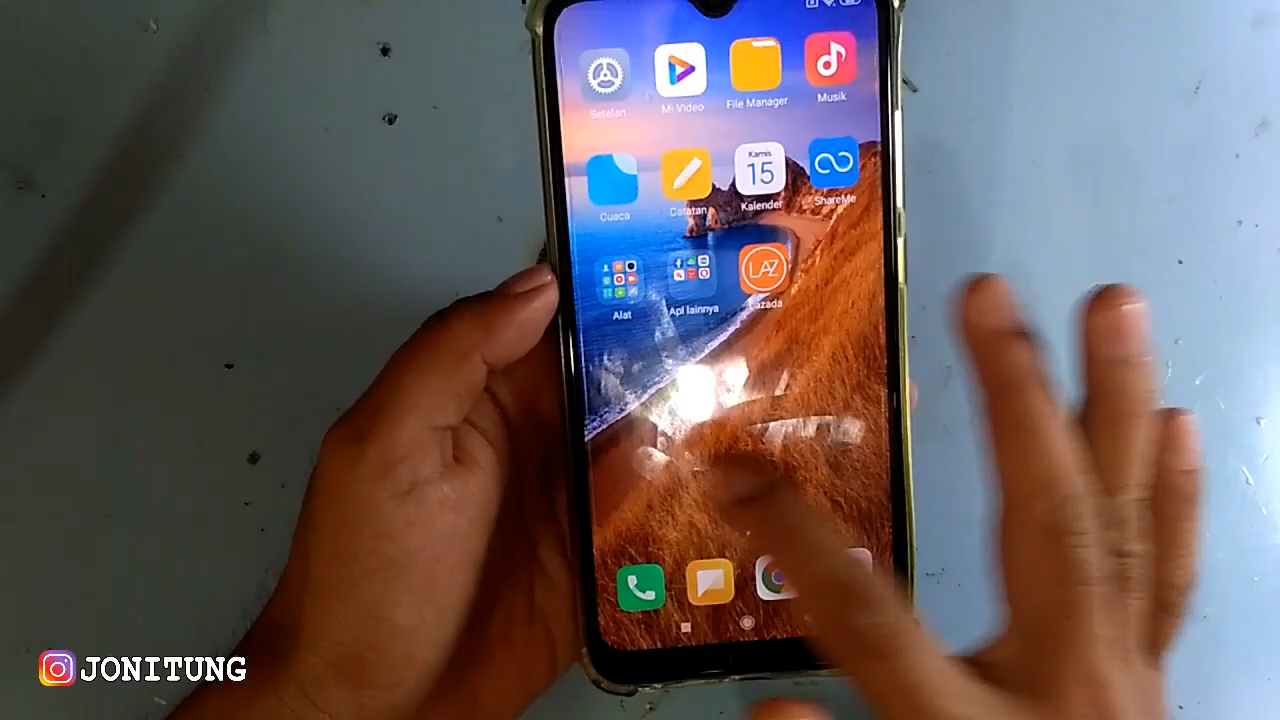 Setelan
Mi Video
File Manager
Musik
Cuaca
Catatan
Kamis
15
Kalender
ShareMe
Alat
Apl lainnya
LAZ
Lazada
JONITUNG